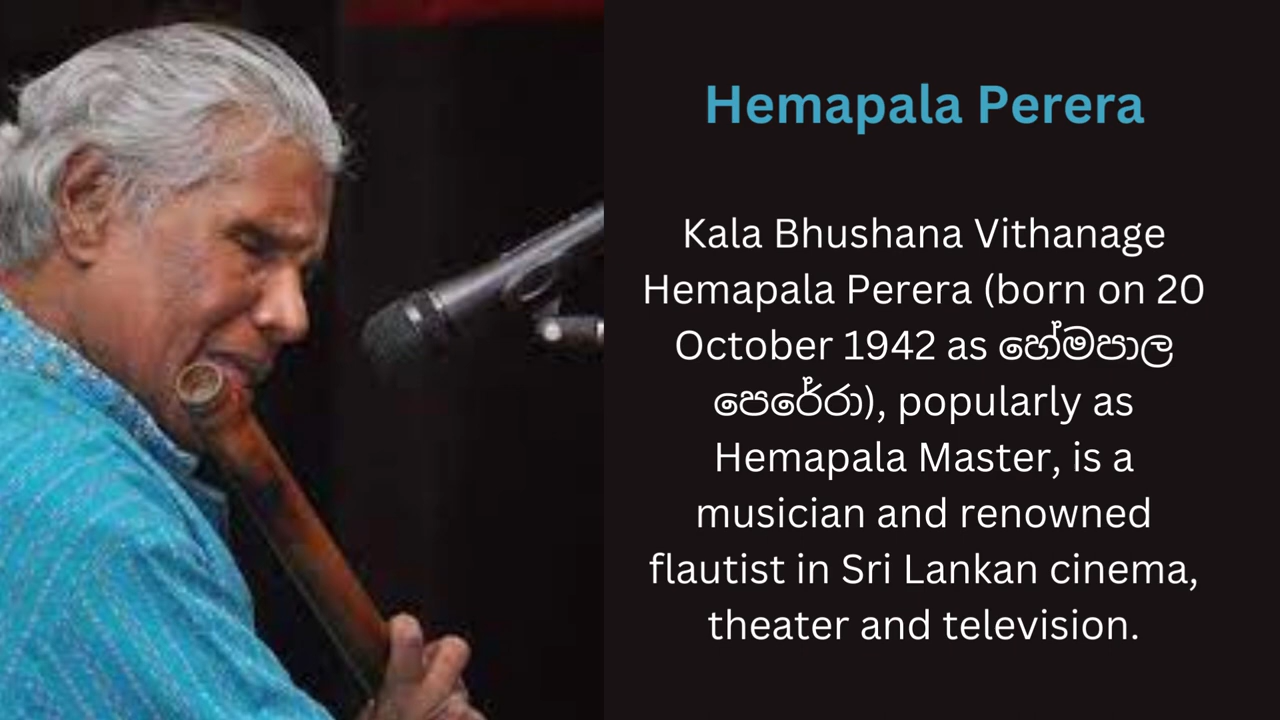 Hemapala Perera
Kala Bhushana Vithanage
Hemapala Perera (born on 20
October 1942 as හේමපාල
පෙරේරා), popularly as
Hemapala Master, is a
musician and renowned
flautist in Sri Lankan cinema,
theater and television.